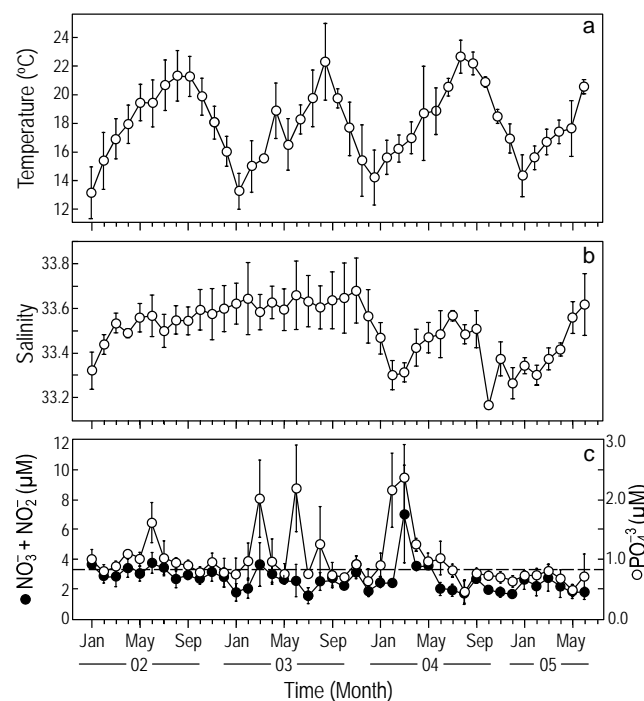 a
24
22
20
18
16
14
12
Temperature (ºC)
b
33.8
33.6
33.4
33.2
Salinity
c
12
10
8
6
4
2
0
● NO₃⁻ + NO₂⁻ (µM)
3.0
2.0
1.0
0.0
○PO₄³ (µM)
Jan May Sep Jan May Sep Jan May Sep Jan May
02 03 04 05
Time (Month)